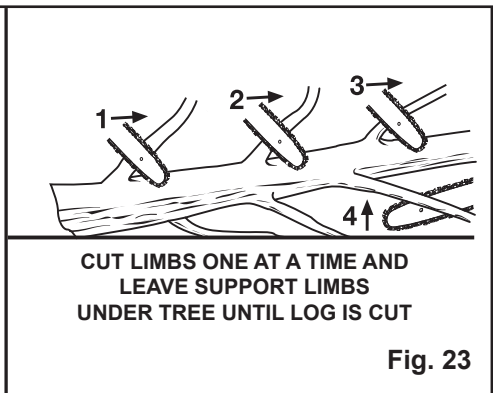 1
2
3
4
CUT LIMBS ONE AT A TIME AND
LEAVE SUPPORT LIMBS
UNDER TREE UNTIL LOG IS CUT
Fig. 23